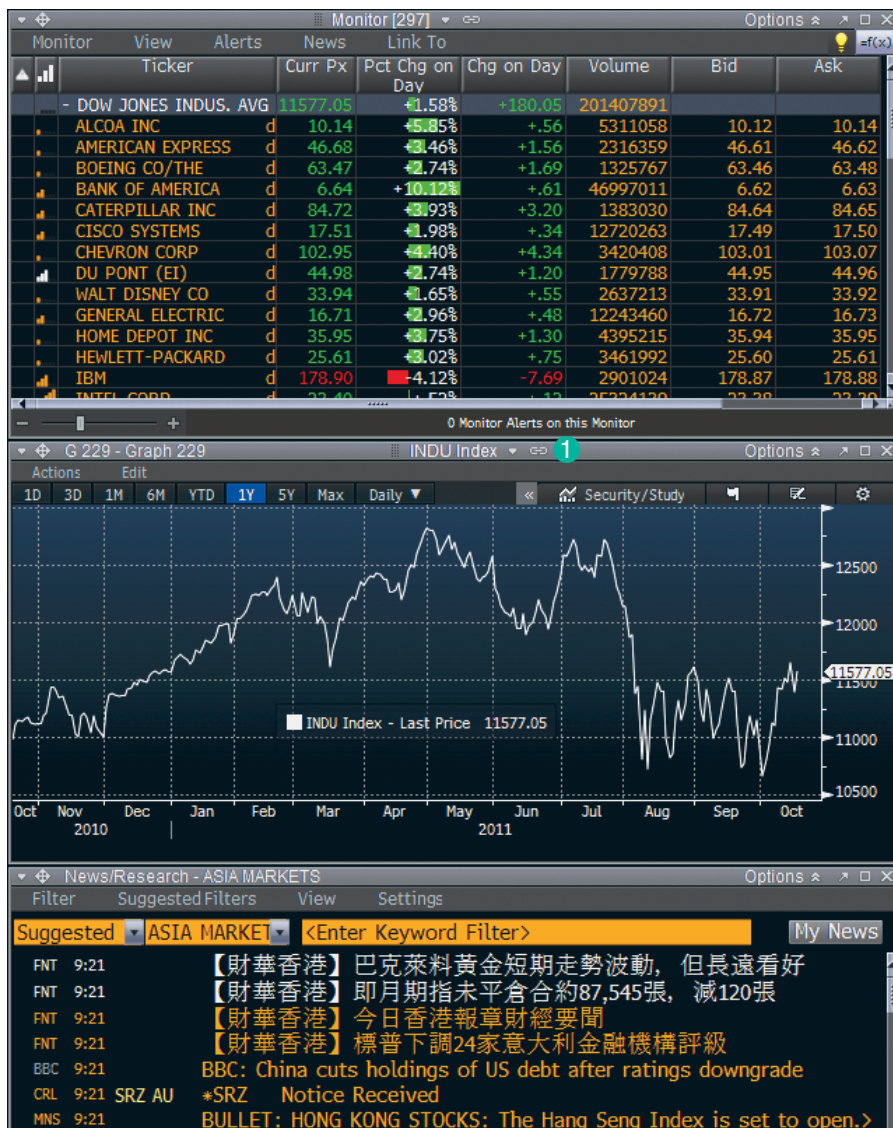 Monitor [297] Options
Monitor View Alerts News Link To =f(x)
Ticker Curr Px Pct Chg on Day Chg on Day Volume Bid Ask
- DOW JONES INDUS. AVG 11577.05 +1.58% +180.05 201407891
ALCOA INC d 10.14 +5.85% +.56 5311058 10.12 10.14
AMERICAN EXPRESS d 46.68 +3.46% +1.56 2316359 46.61 46.62
BOEING CO/THE d 63.47 +2.74% +1.69 1325767 63.46 63.48
BANK OF AMERICA d 6.64 +10.12% +.61 46997011 6.62 6.63
CATERPILLAR INC d 84.72 +3.93% +3.20 1383030 84.64 84.65
CISCO SYSTEMS d 17.51 +1.98% +.34 12720263 17.49 17.50
CHEVRON CORP d 102.95 +4.40% +4.34 3420408 103.01 103.07
DU PONT (EI) d 44.98 +2.74% +1.20 1779788 44.95 44.96
WALT DISNEY CO d 33.94 +1.65% +.55 2637213 33.91 33.92
GENERAL ELECTRIC d 16.71 +2.96% +.48 12243460 16.72 16.73
HOME DEPOT INC d 35.95 +3.75% +1.30 4395215 35.94 35.95
HEWLETT-PACKARD d 25.61 +3.02% +.75 3461992 25.60 25.61
IBM d 178.90 -4.12% -7.69 2901024 178.87 178.88
INTEL CORP
0 Monitor Alerts on this Monitor
G 229 - Graph 229 INDU Index 1 Options
Actions Edit
1D 3D 1M 6M YTD 1Y 5Y Max Daily ▼ « Security/Study
12500
12000
11577.05
11500
INDU Index - Last Price 11577.05
11000
10500
Oct Nov Dec Jan Feb Mar Apr May Jun Jul Aug Sep Oct
2010 2011
News/Research - ASIA MARKETS Options
Filter Suggested Filters View Settings
Suggested ASIA MARKET <Enter Keyword Filter> My News
FNT 9:21 【財華香港】巴克萊料黃金短期走勢波動，但長遠看好
FNT 9:21 【財華香港】即月期指未平倉合約87,545張，減120張
FNT 9:21 【財華香港】今日香港報章財經要聞
FNT 9:21 【財華香港】標普下調24家意大利金融機構評級
BBC 9:21 BBC: China cuts holdings of US debt after ratings downgrade
CRL 9:21 SRZ AU *SRZ Notice Received
MNS 9:21 BULLET: HONG KONG STOCKS: The Hang Seng Index is set to open.>